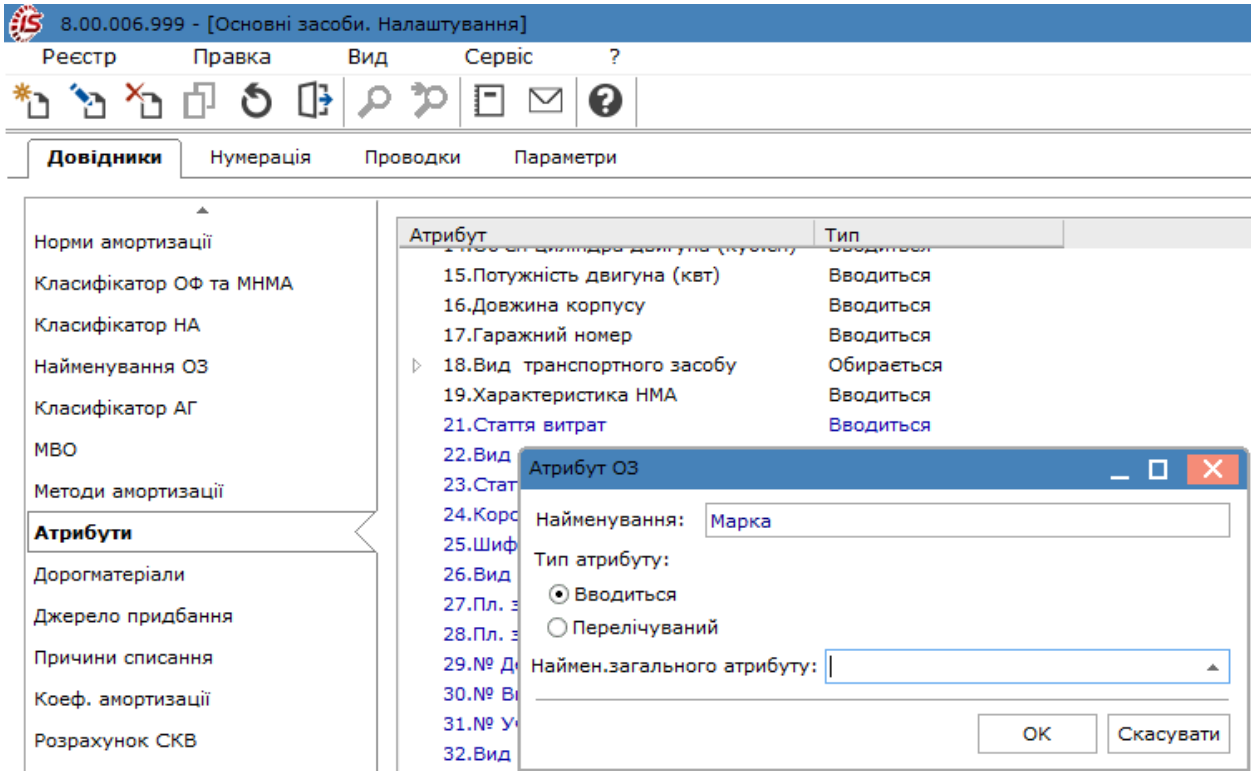 8.00.006.999 - [Основні засоби. Налаштування]
Реєстр Правка Вид Сервіс ?
Довідники Нумерація Проводки Параметри
Норми амортизації
Класифікатор ОФ та МНМА
Класифікатор НА
Найменування ОЗ
Класифікатор АГ
МВО
Методи амортизації
Атрибути
Дорогматеріали
Джерело придбання
Причини списання
Коеф. амортизації
Розрахунок СКВ
Атрибут Тип
15.Потужність двигуна (квт) Вводиться
16.Довжина корпусу Вводиться
17.Гаражний номер Вводиться
18.Вид транспортного засобу Обирається
19.Характеристика НМА Вводиться
21.Стаття витрат Вводиться
22.Вид
23.Стат
24.Коро
25.Шиф
26.Вид
27.Пл. з
28.Пл. з
29.№ До
30.№ Ви
31.№ У
32.Вид
Атрибут ОЗ
Найменування: Марка
Тип атрибуту:
Вводиться
Перелічуваний
Наймен.загального атрибуту:
ОК Скасувати